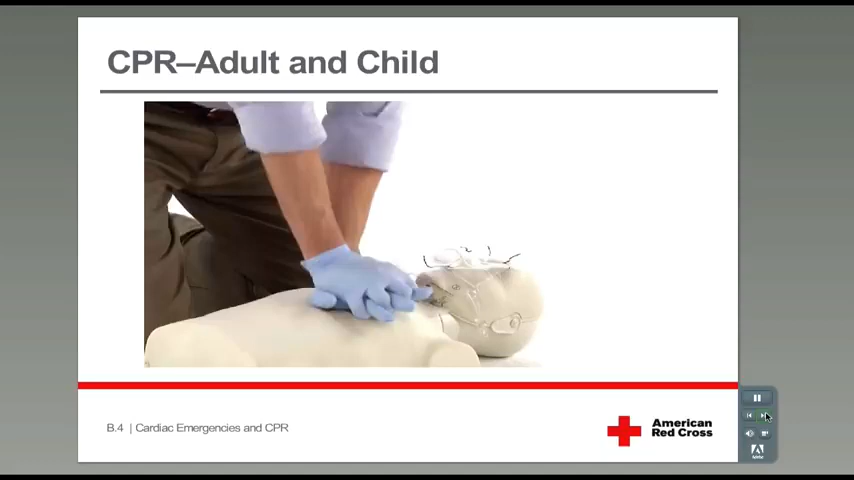 CPR–Adult and Child
B.4 | Cardiac Emergencies and CPR
American
Red Cross